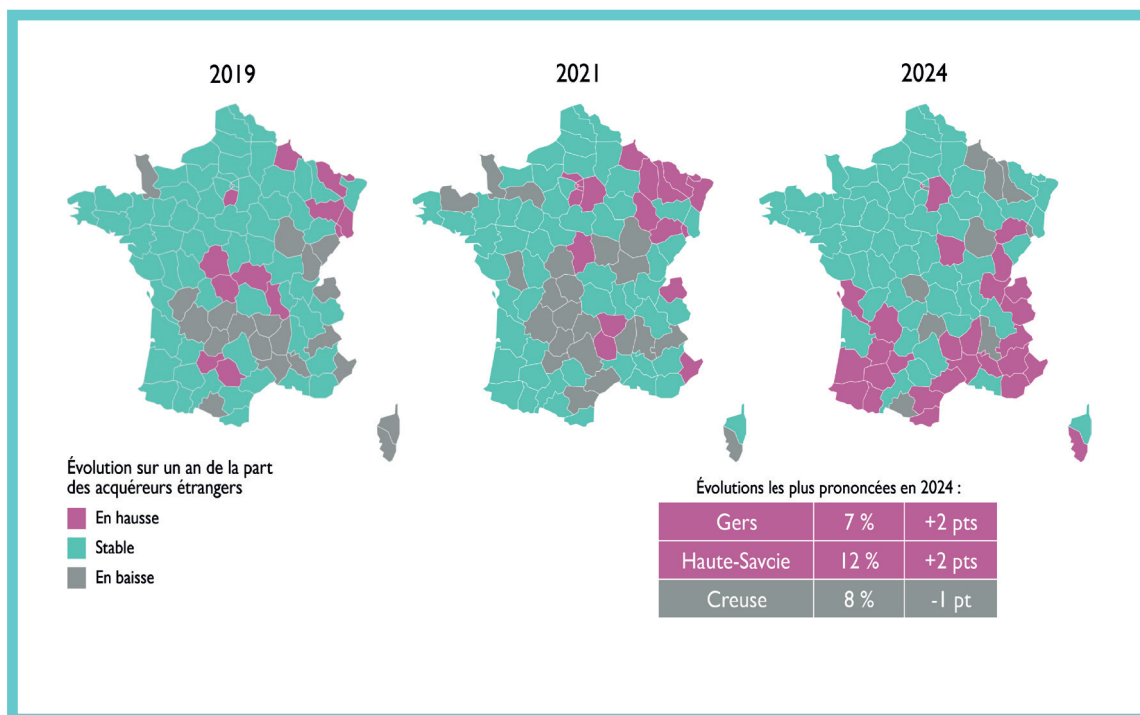 2019
2021
2024
Évolution sur un an de la part
des acquéreurs étrangers
En hausse
Stable
En baisse
Évolutions les plus prononcées en 2024 :
Gers 7 % +2 pts
Haute-Savoie 12 % +2 pts
Creuse 8 % -1 pt